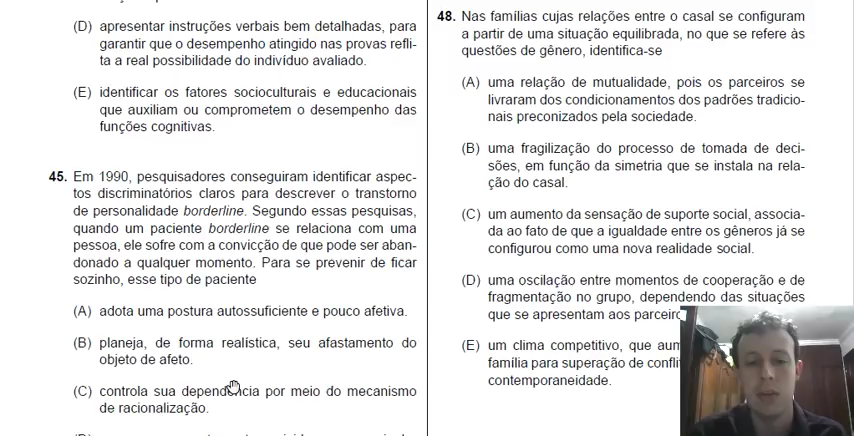 (D) apresentar instruções verbais bem detalhadas, para
garantir que o desempenho atingido nas provas refli-
ta a real possibilidade do indivíduo avaliado.
(E) identificar os fatores socioculturais e educacionais
que auxiliam ou comprometem o desempenho das
funções cognitivas.
45. Em 1990, pesquisadores conseguiram identificar aspec-
tos discriminatórios claros para descrever o transtorno
de personalidade borderline. Segundo essas pesquisas,
quando um paciente borderline se relaciona com uma
pessoa, ele sofre com a convicção de que pode ser aban-
donado a qualquer momento. Para se prevenir de ficar
sozinho, esse tipo de paciente
(A) adota uma postura autossuficiente e pouco afetiva.
(B) planeja, de forma realística, seu afastamento do
objeto de afeto.
(C) controla sua dependência por meio do mecanismo
de racionalização.
48. Nas famílias cujas relações entre o casal se configuram
a partir de uma situação equilibrada, no que se refere às
questões de gênero, identifica-se
(A) uma relação de mutualidade, pois os parceiros se
livraram dos condicionamentos dos padrões tradicio-
nais preconizados pela sociedade.
(B) uma fragilização do processo de tomada de deci-
sões, em função da simetria que se instala na rela-
ção do casal.
(C) um aumento da sensação de suporte social, associa-
da ao fato de que a igualdade entre os gêneros já se
configurou como uma nova realidade social.
(D) uma oscilação entre momentos de cooperação e de
fragmentação no grupo, dependendo das situações
que se apresentam aos
(E) um clima competitivo, que
família para superação de
contemporaneidade.